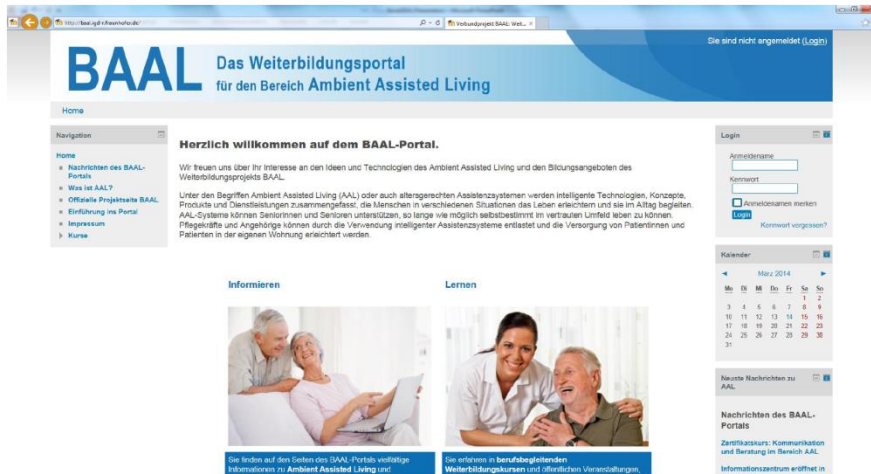 http://baal.igd-r.fraunhofer.de/
Verbundprojekt BAAL: Wei...
Sie sind nicht angemeldet (Login)
BAAL
Das Weiterbildungsportal
für den Bereich Ambient Assisted Living
Home
Navigation
Home
Nachrichten des BAAL-
Portals
Was ist AAL?
Offizielle Projektseite BAAL
Einführung ins Portal
Impressum
Kurse
Herzlich willkommen auf dem BAAL-Portal.
Wir freuen uns über Ihr Interesse an den Ideen und Technologien des Ambient Assisted Living und den Bildungsangeboten des
Weiterbildungsprojekts BAAL.
Unter den Begriffen Ambient Assisted Living (AAL) oder auch altersgerechten Assistenzsystemen werden intelligente Technologien, Konzepte,
Produkte und Dienstleistungen zusammengefasst, die Menschen in verschiedenen Situationen das Leben erleichtern und sie im Alltag begleiten.
AAL-Systeme können Seniorinnen und Senioren unterstützen, so lange wie möglich selbstbestimmt im vertrauten Umfeld leben zu können.
Pflegekräfte und Angehörige können durch die Verwendung intelligenter Assistenzsysteme entlastet und die Versorgung von Patientinnen und
Patienten in der eigenen Wohnung erleichtert werden.
Informieren
Lernen
Sie finden auf den Seiten des BAAL-Portals vielfältige
Informationen zu Ambient Assisted Living und
Sie erfahren in berufsbegleitenden
Weiterbildungskursen und öffentlichen Veranstaltungen,
Login
Anmeldename
Kennwort
Anmeldenamen merken
Login
Kennwort vergessen?
Kalender
◄ März 2014 ►
Mo Di Mi Do Fr Sa So
1 2
3 4 5 6 7 8 9
10 11 12 13 14 15 16
17 18 19 20 21 22 23
24 25 26 27 28 29 30
31
Neuste Nachrichten zu
AAL
Nachrichten des BAAL-
Portals
Zertifikatskurs: Kommunikation
und Beratung im Bereich AAL
Informationszentrum eröffnet in